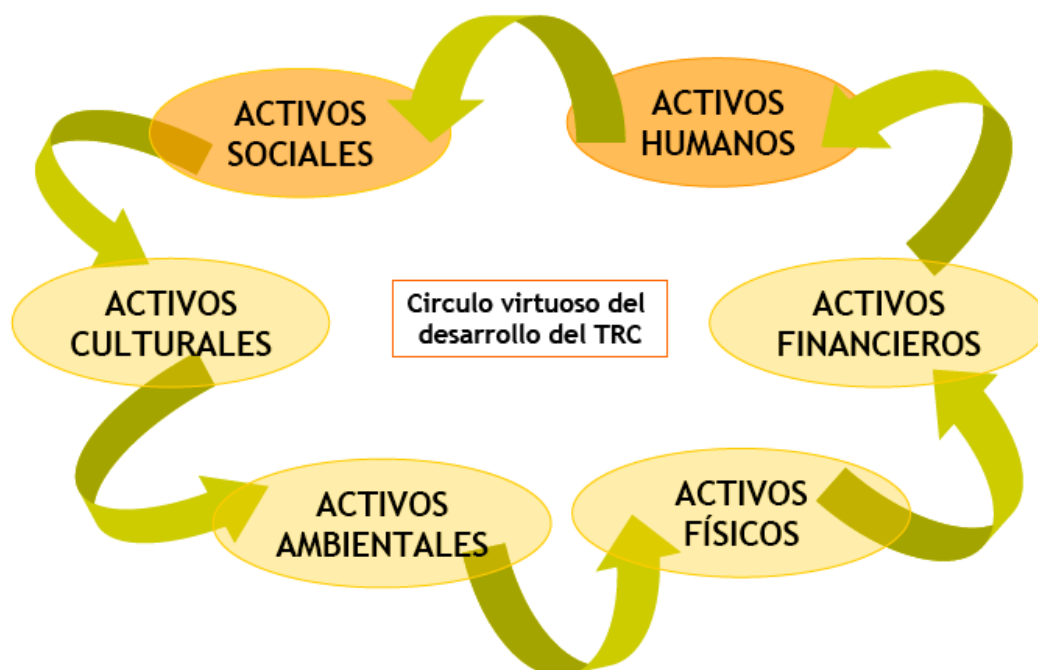 ACTIVOS
SOCIALES
ACTIVOS
HUMANOS
ACTIVOS
CULTURALES
Circulo virtuoso del
desarrollo del TRC
ACTIVOS
FINANCIEROS
ACTIVOS
AMBIENTALES
ACTIVOS
FÍSICOS